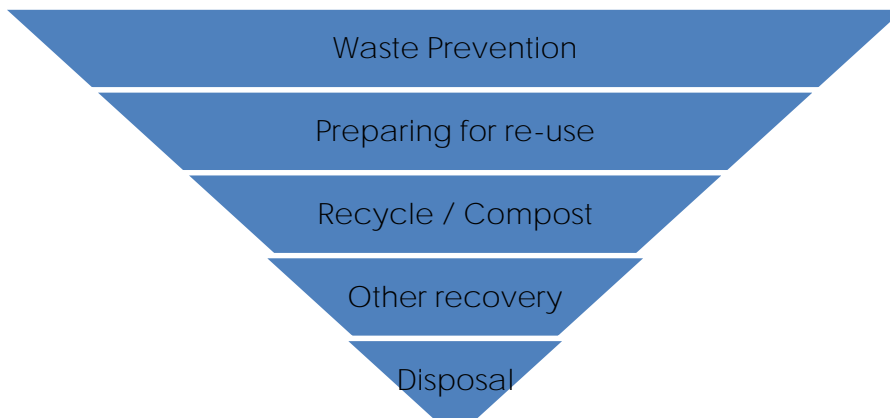 Waste Prevention
Preparing for re-use
Recycle / Compost
Other recovery
Disposal